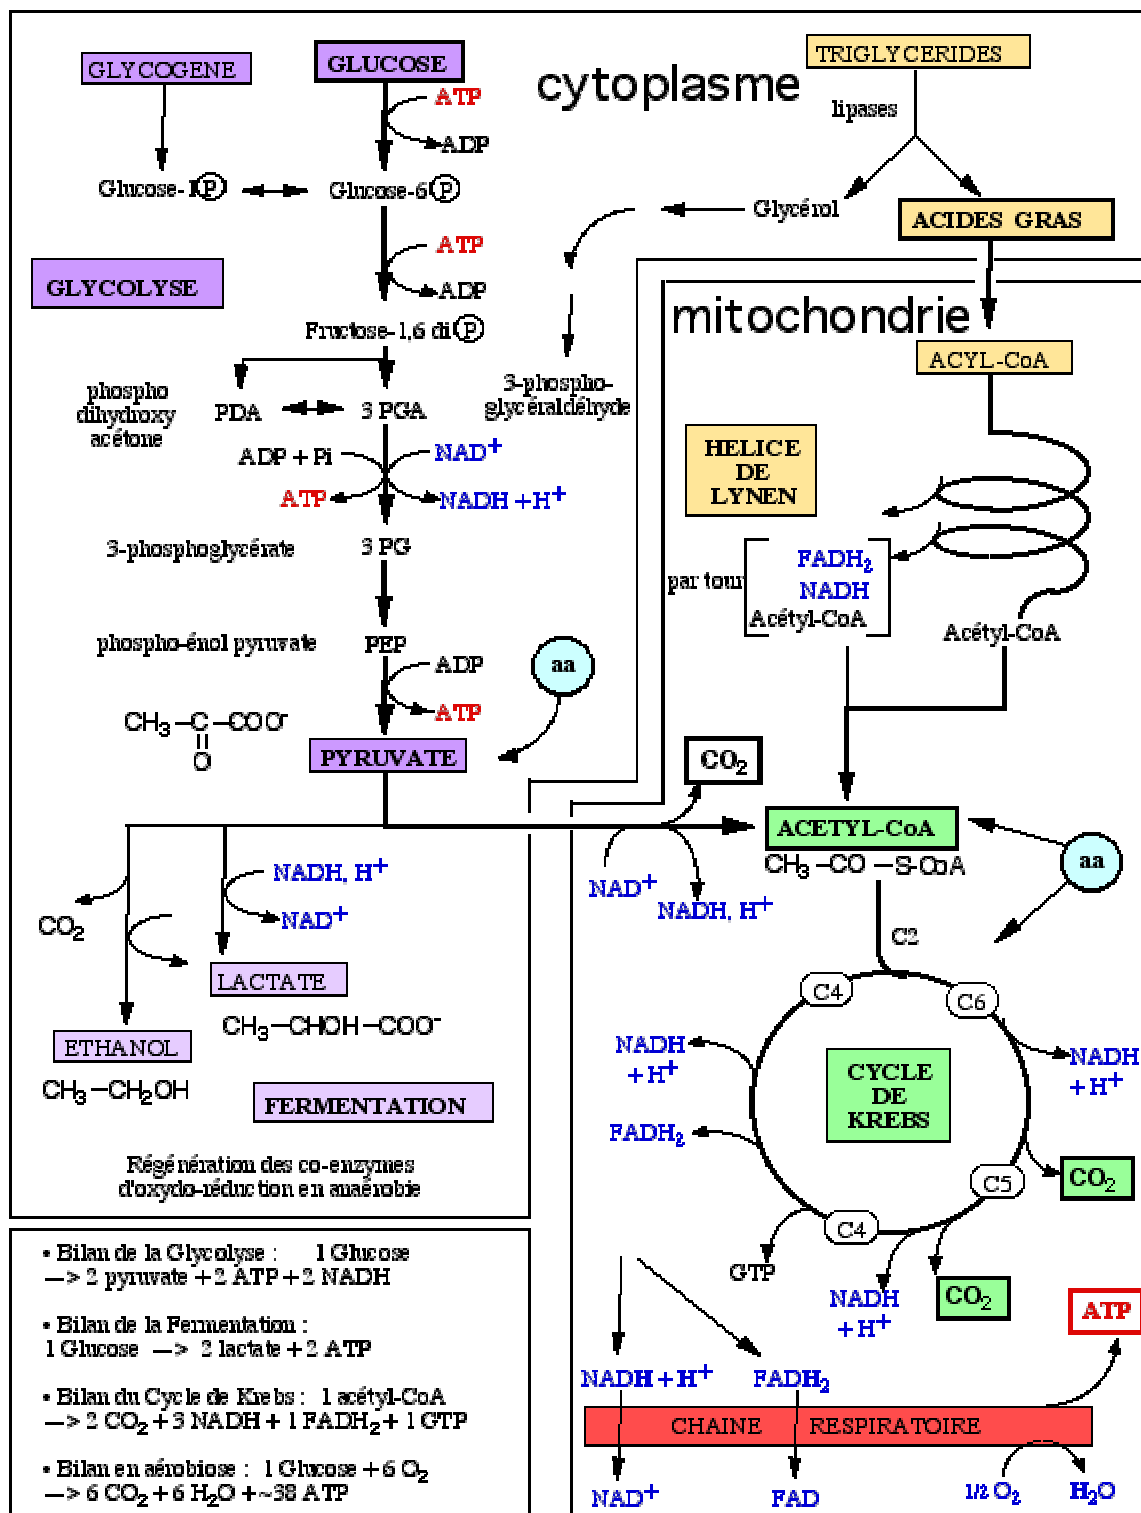 GLYCOGENE
GLUCOSE
cytoplasme
TRIGLYCERIDES
ATP
lipases
ADP
Glucose-1 P
Glucose-6 P
Glycérol
ACIDES GRAS
ATP
GLYCOLYSE
ADP
mitochondrie
Fructose-1,6 di P
ACYL-CoA
phospho
dihydroxy
acétone
PDA
3 PGA
3-phospho-
glycéraldéhyde
ADP + Pi
NAD+
HELICE
DE
LYNEN
ATP
NADH + H+
3-phosphoglycérate
3 PG
par tour
FADH2
NADH
Acétyl-CoA
Acétyl-CoA
phospho-énol pyruvate
PEP
ADP
aa
ATP
CH3-C-COO-
O
PYRUVATE
CO2
ACETYL-CoA
CH3-CO-S-CoA
aa
NADH, H+
NAD+
NAD+
NADH, H+
CO2
C2
LACTATE
CH3-CHOH-COO-
C4
C6
ETHANOL
CH3-CH2OH
NADH
+ H+
NADH
+ H+
CYCLE
DE
KREBS
FERMENTATION
FADH2
Régénération des co-enzymes
d'oxydo-réduction en anaérobie
CO2
C5
C4
GTP
NADH
+ H+
CO2
• Bilan de la Glycolyse : 1 Glucose
—> 2 pyruvate + 2 ATP + 2 NADH
• Bilan de la Fermentation :
1 Glucose —> 2 lactate + 2 ATP
• Bilan du Cycle de Krebs : 1 acétyl-CoA
—> 2 CO2 + 3 NADH + 1 FADH2 + 1 GTP
• Bilan en aérobiose : 1 Glucose + 6 O2
—> 6 CO2 + 6 H2O + ~38 ATP
ATP
NADH + H+
FADH2
CHAINE RESPIRATOIRE
NAD+
FAD
1/2 O2
H2O